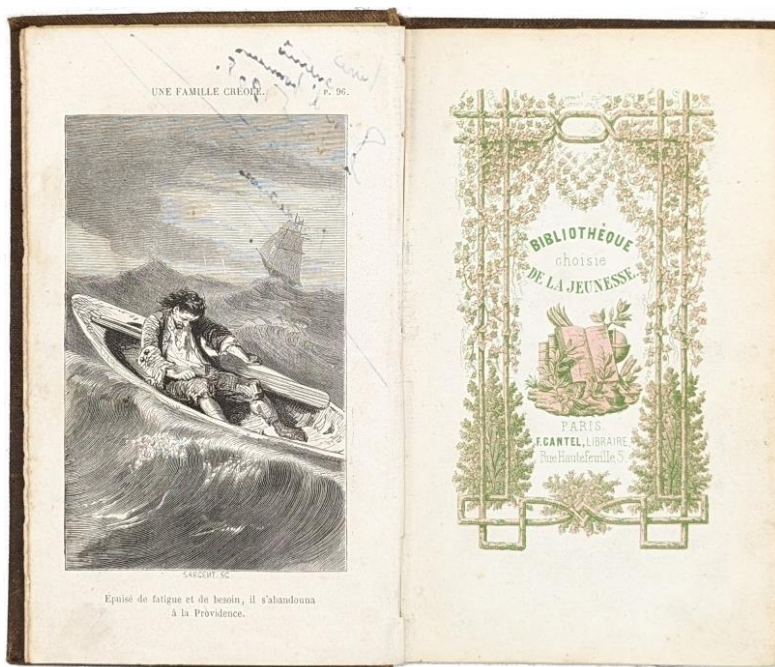 UNE FAMILLE CRÉOLE.
P. 96.
SARGENT. SC
Epuisé de fatigue et de besoin, il s'abandonna
à la Providence.
BIBLIOTHÈQUE
choisie
DE LA JEUNESSE.
PARIS.
F. CANTEL, LIBRAIRE,
Rue Hautefeuille, 5.